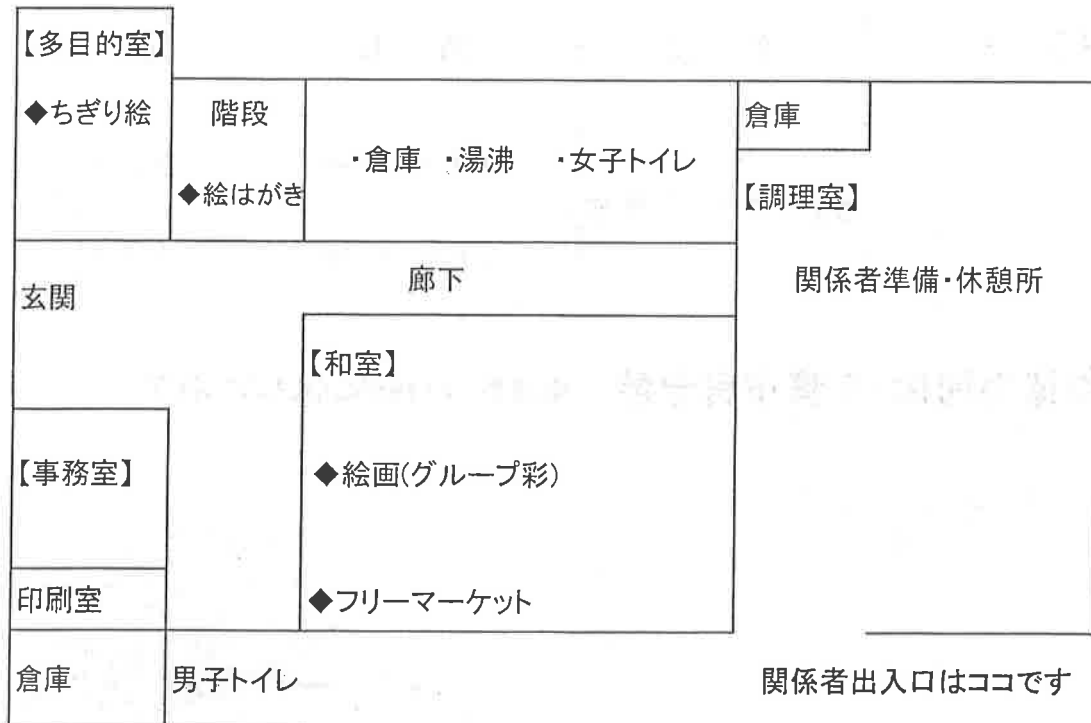 【多目的室】
◆ちぎり絵
階段
◆絵はがき
・倉庫 ・湯沸 ・女子トイレ
倉庫
【調理室】
関係者準備・休憩所
玄関
廊下
【和室】
◆絵画(グループ彩)
◆フリーマーケット
【事務室】
印刷室
倉庫
男子トイレ
関係者出入口はココです